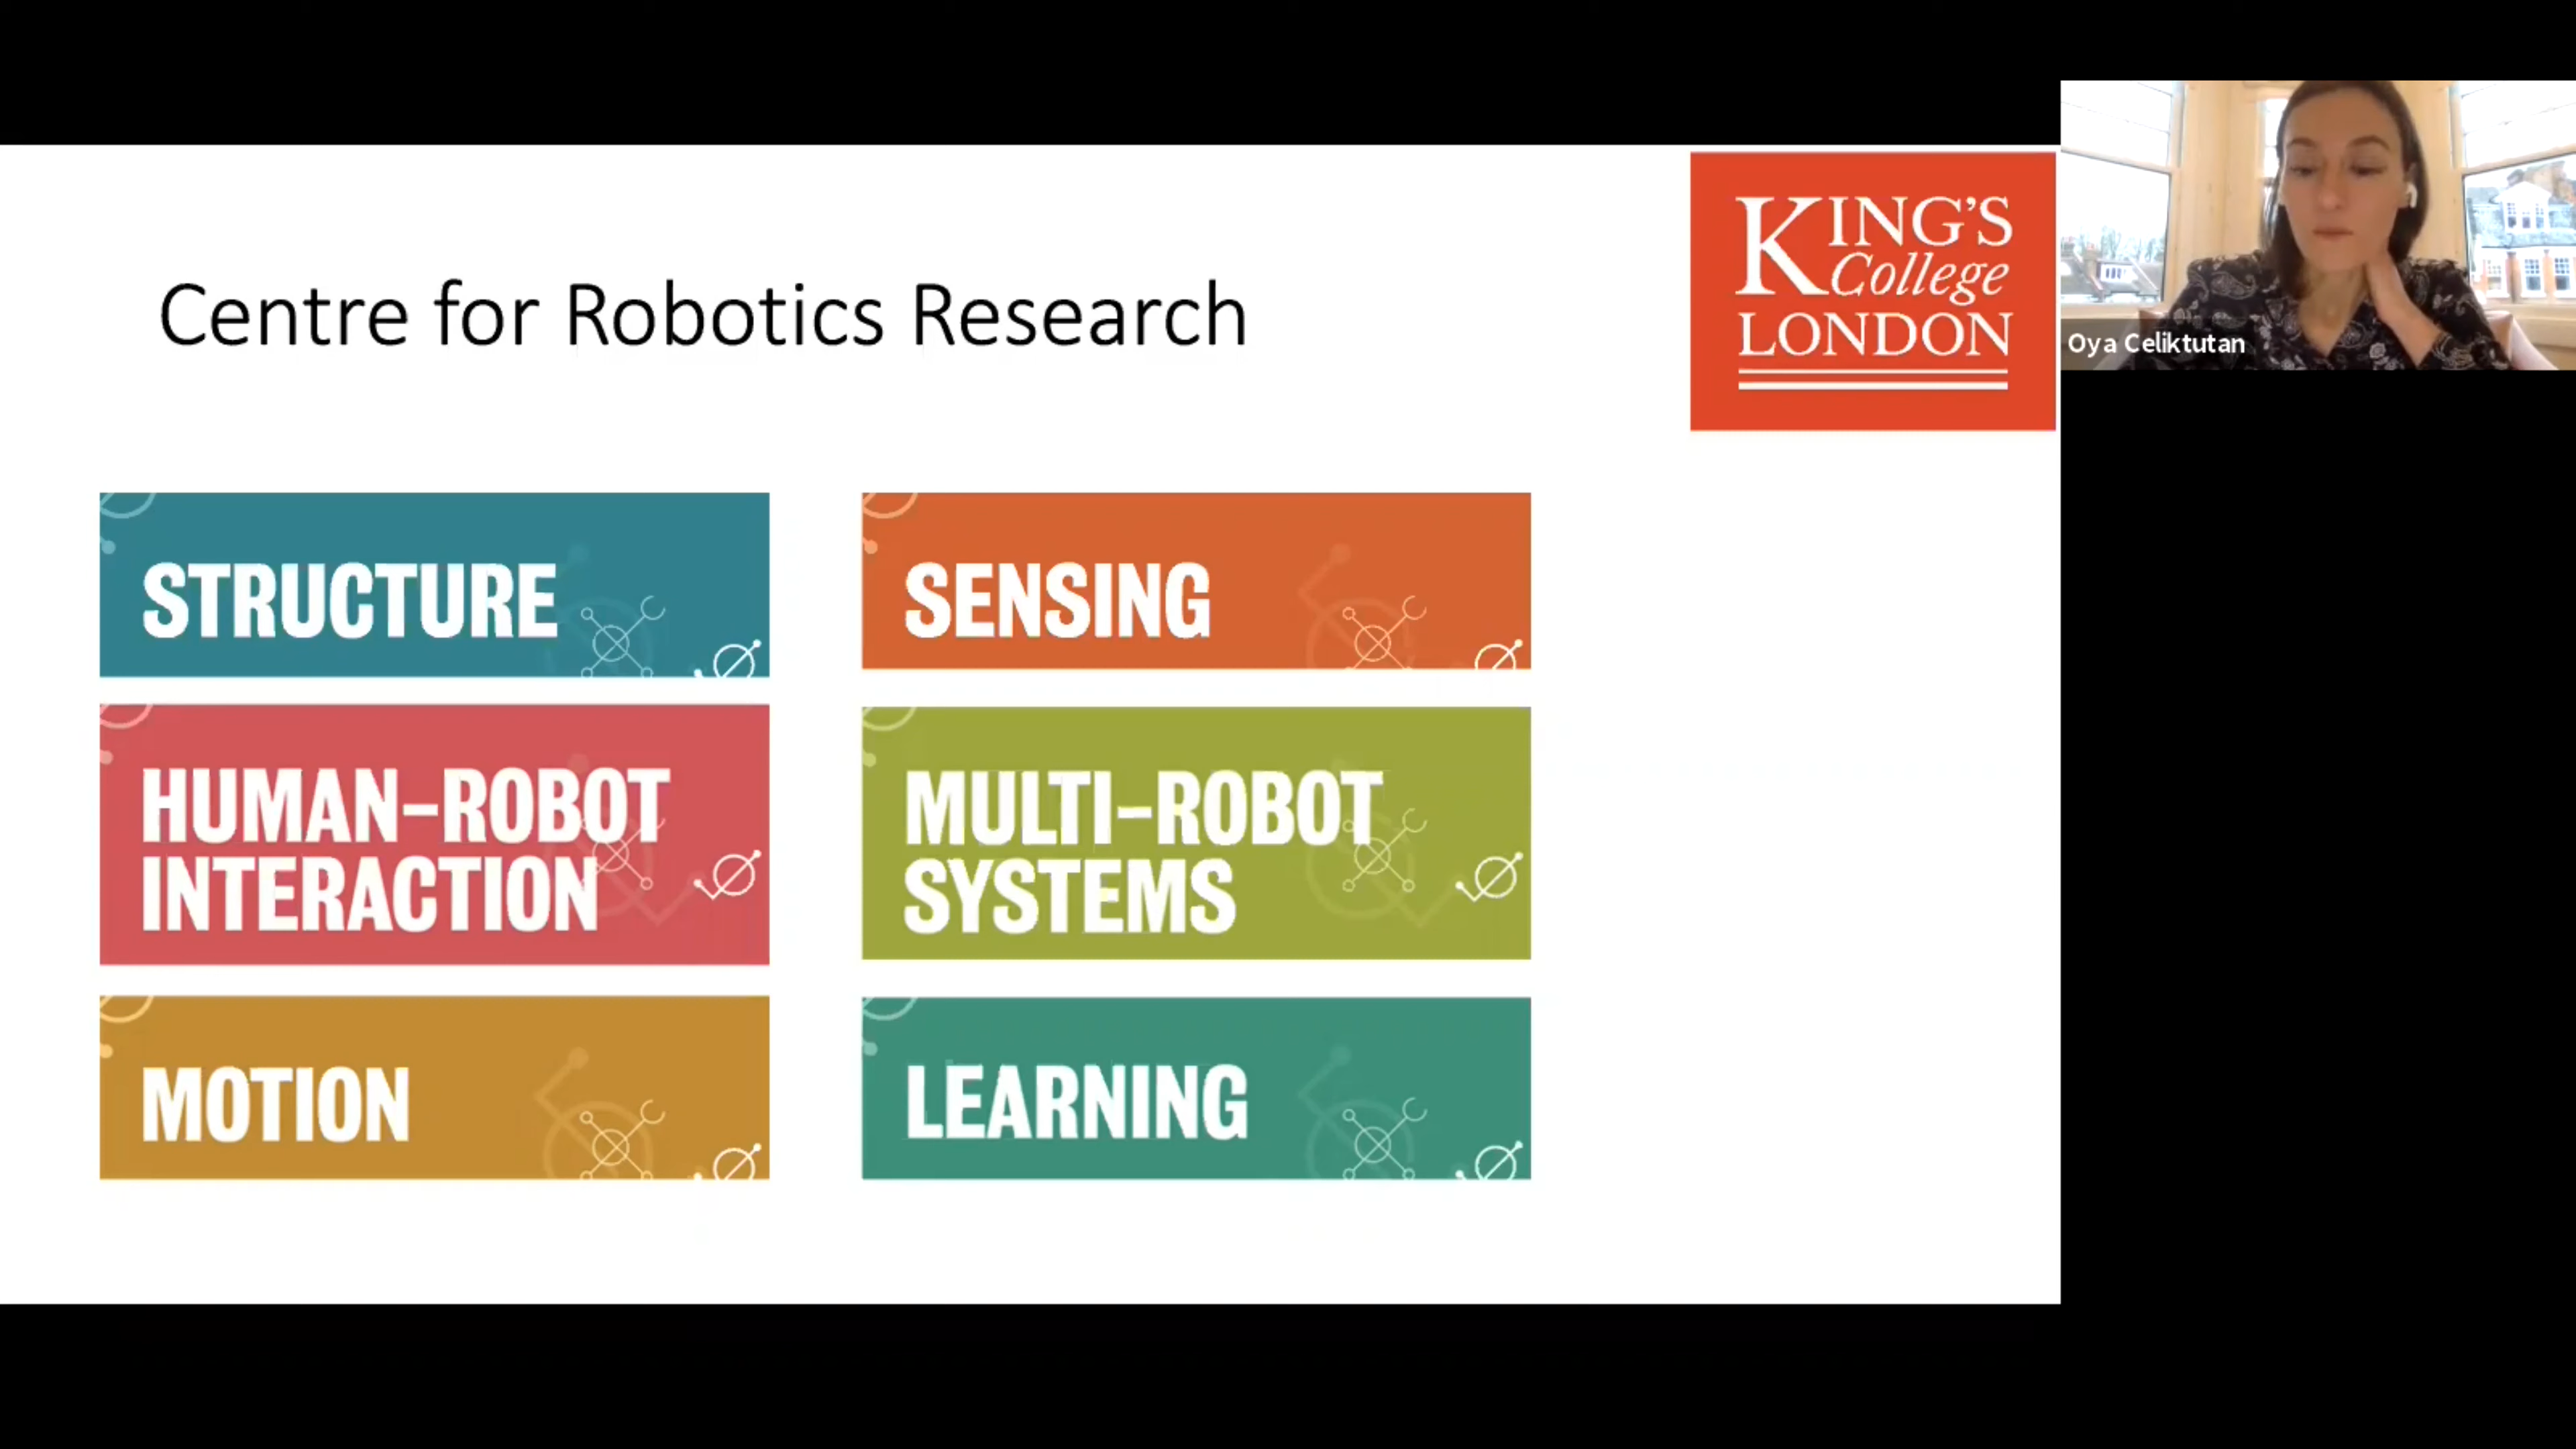 Centre for Robotics Research
KING'S
College
LONDON
Oya Celiktutan
STRUCTURE
SENSING
HUMAN-ROBOT
INTERACTION
MULTI-ROBOT
SYSTEMS
MOTION
LEARNING